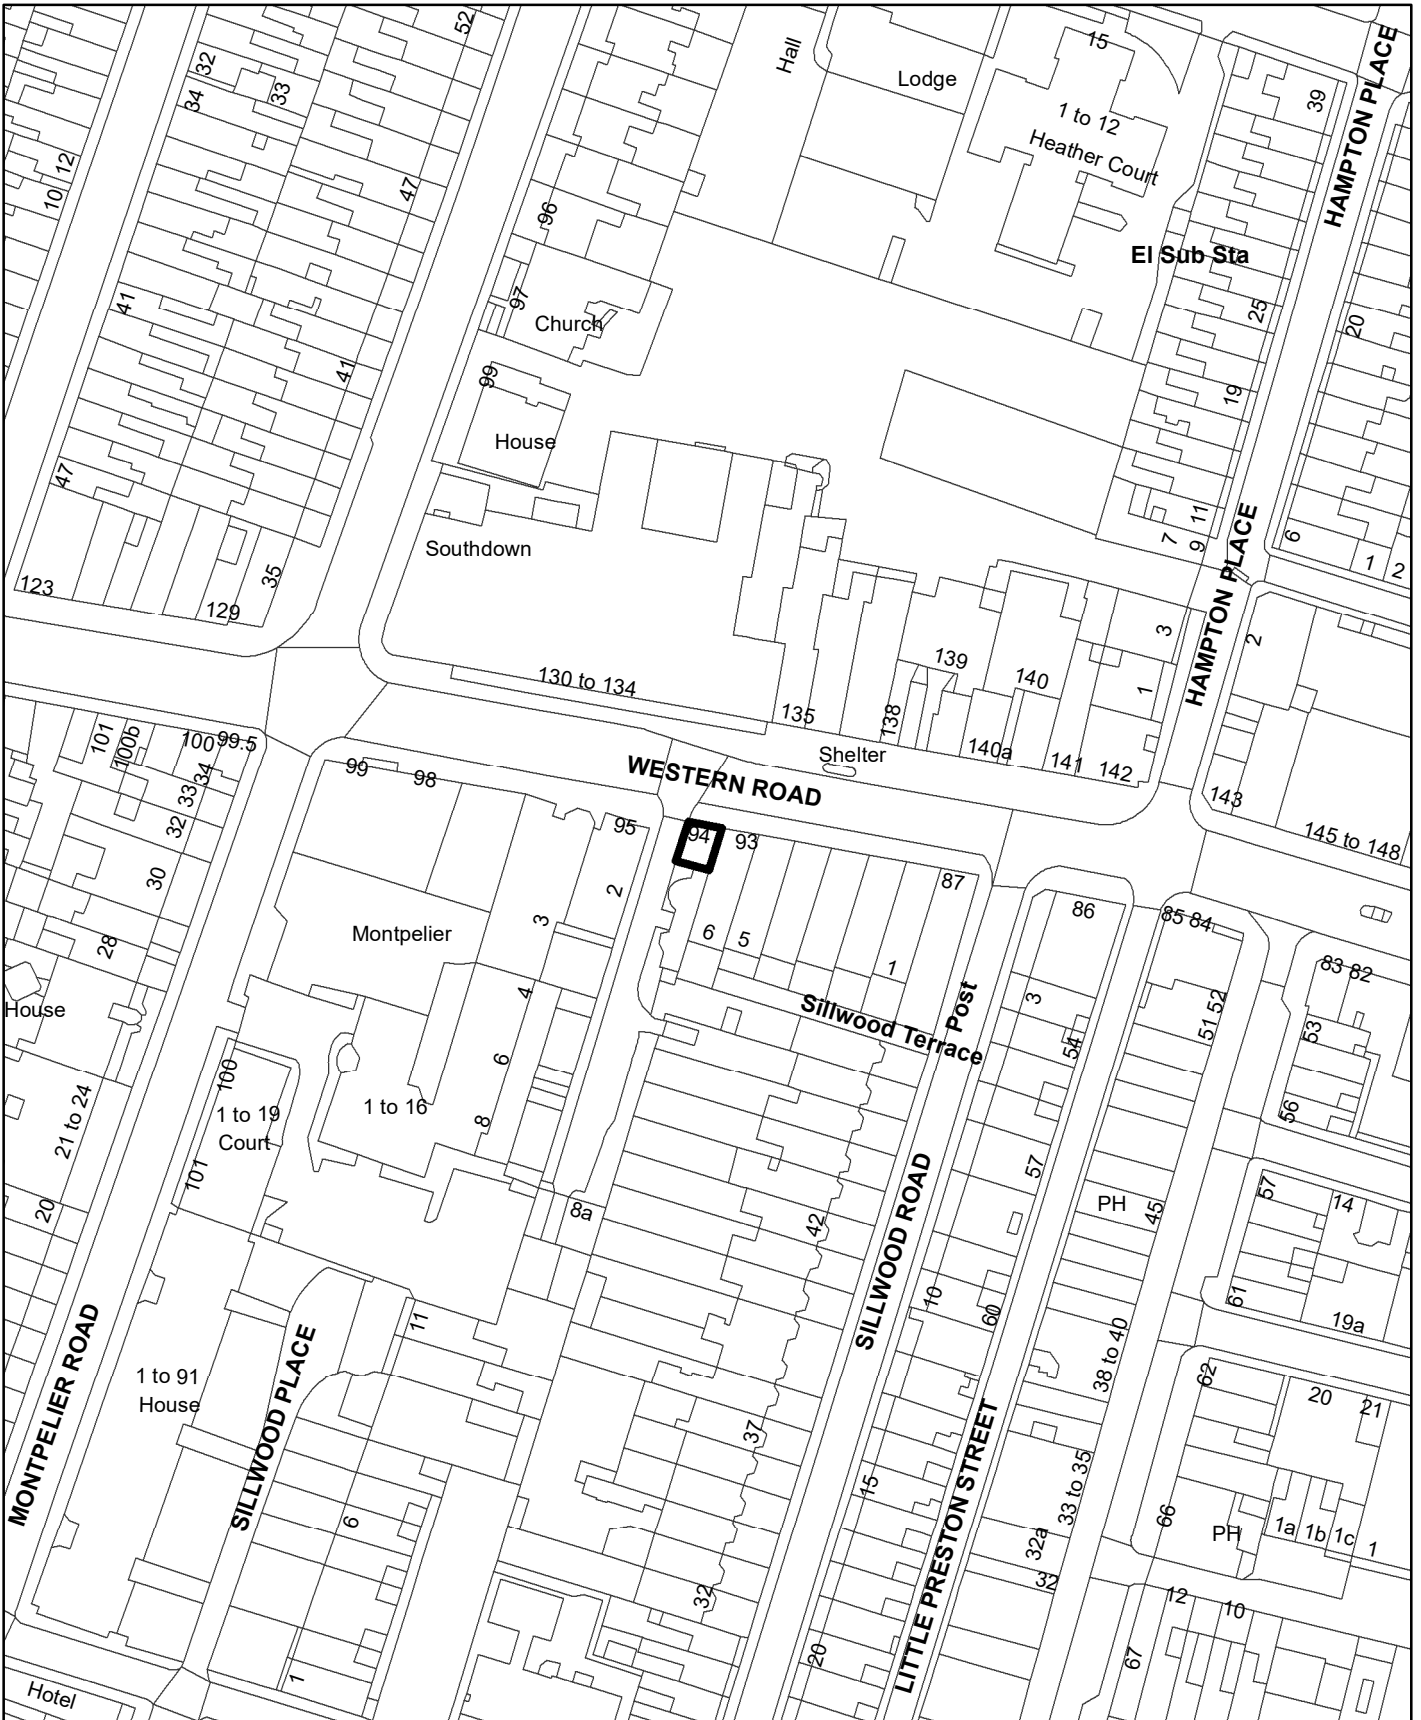 52
15
HAMPTON PLACE
Hall
Lodge
32
33
34
39
1 to 12
Heather Court
12
10
47
96
El Sub Sta
97
Church
41
25
20
41
99
19
House
47
11
7
9
6
1
2
Southdown
HAMPTON PLACE
35
123
129
3
2
139
140
1
130 to 134
135
138
140a
141
142
143
Shelter
WESTERN ROAD
101
100b
100
99.5
34
33
32
99
98
95
94
93
145 to 148
30
2
87
86
85
84
3
Montpelier
28
6
5
1
83
82
House
4
Sillwood Terrace
Post
3
51
52
53
54
6
100
1 to 19
Court
1 to 16
8
21 to 24
56
101
57
57
14
20
8a
42
PH
45
SILLWOOD ROAD
10
60
61
19a
11
38 to 40
MONTPELIER ROAD
1 to 91
House
SILLWOOD PLACE
62
20
21
37
LITTLE PRESTON STREET
15
33 to 35
66
6
32a
PH
1a
1b
1c
1
32
32
12
10
20
67
1
Hotel